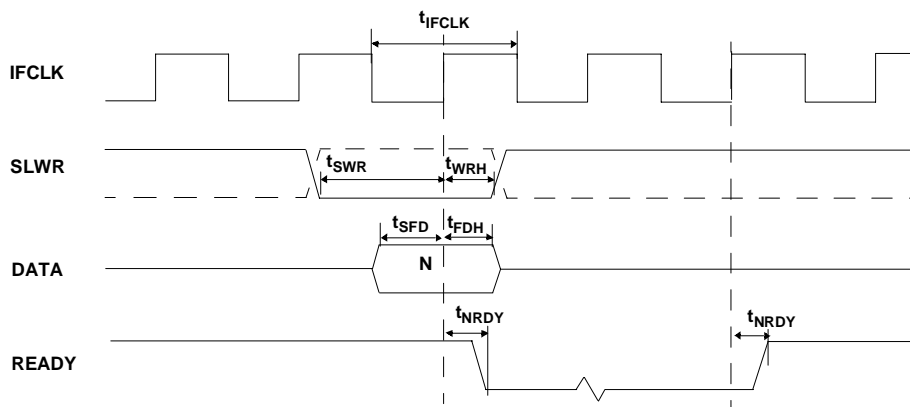 tIFCLK
IFCLK
SLWR
tSWR
tWRH
tSFD
tFDH
DATA
N
tNRDY
tNRDY
READY